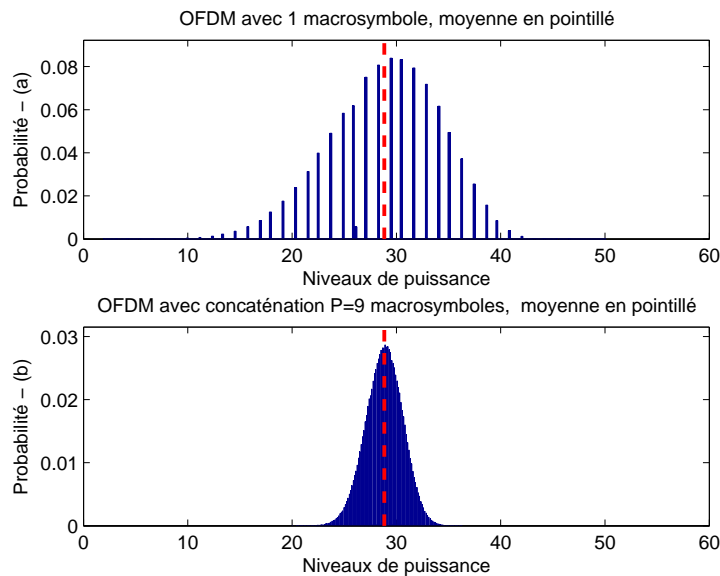 OFDM avec 1 macrosymbole, moyenne en pointillé
0.08
0.06
0.04
0.02
0
Probabilité − (a)
0 10 20 30 40 50 60
Niveaux de puissance
OFDM avec concaténation P=9 macrosymboles, moyenne en pointillé
0.03
0.02
0.01
0
Probabilité − (b)
0 10 20 30 40 50 60
Niveaux de puissance